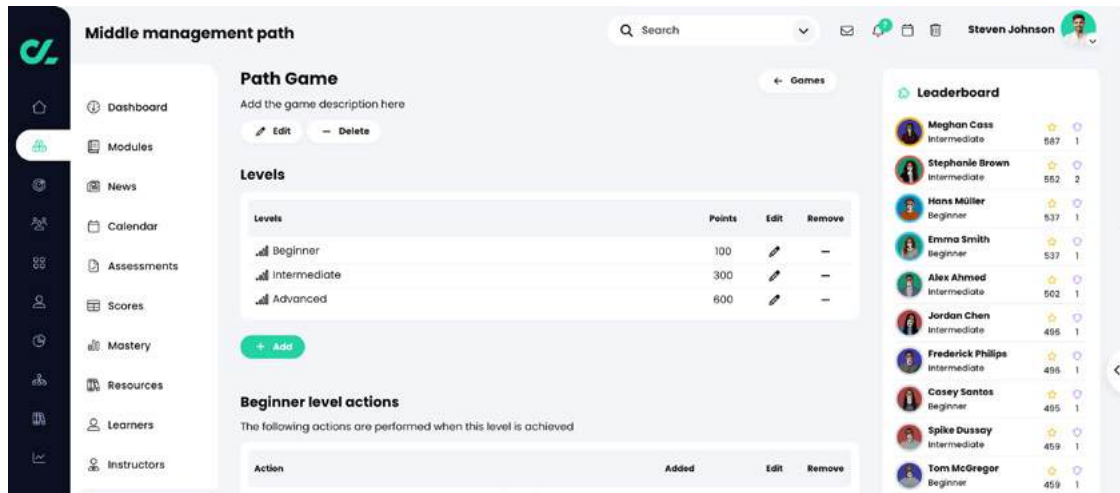 Middle management path
Search
?
Steven Johnson
Dashboard
Modules
News
Calendar
Assessments
Scores
Mastery
Resources
Learners
Instructors
Path Game
← Games
Add the game description here
Edit — Delete
Levels
Levels Points Edit Remove
Beginner 100
Intermediate 300
Advanced 600
+ Add
Beginner level actions
The following actions are performed when this level is achieved
Action Added Edit Remove
Leaderboard
Meghan Cass
Intermediate 587 1
Stephanie Brown
Intermediate 552 2
Hans Müller
Beginner 537 1
Emma Smith
Beginner 537 1
Alex Ahmed
Intermediate 502 1
Jordan Chen
Intermediate 496 1
Frederick Philips
Intermediate 496 1
Casey Santos
Beginner 495 1
Spike Dussay
Intermediate 459 1
Tom McGregor
Beginner 459 1